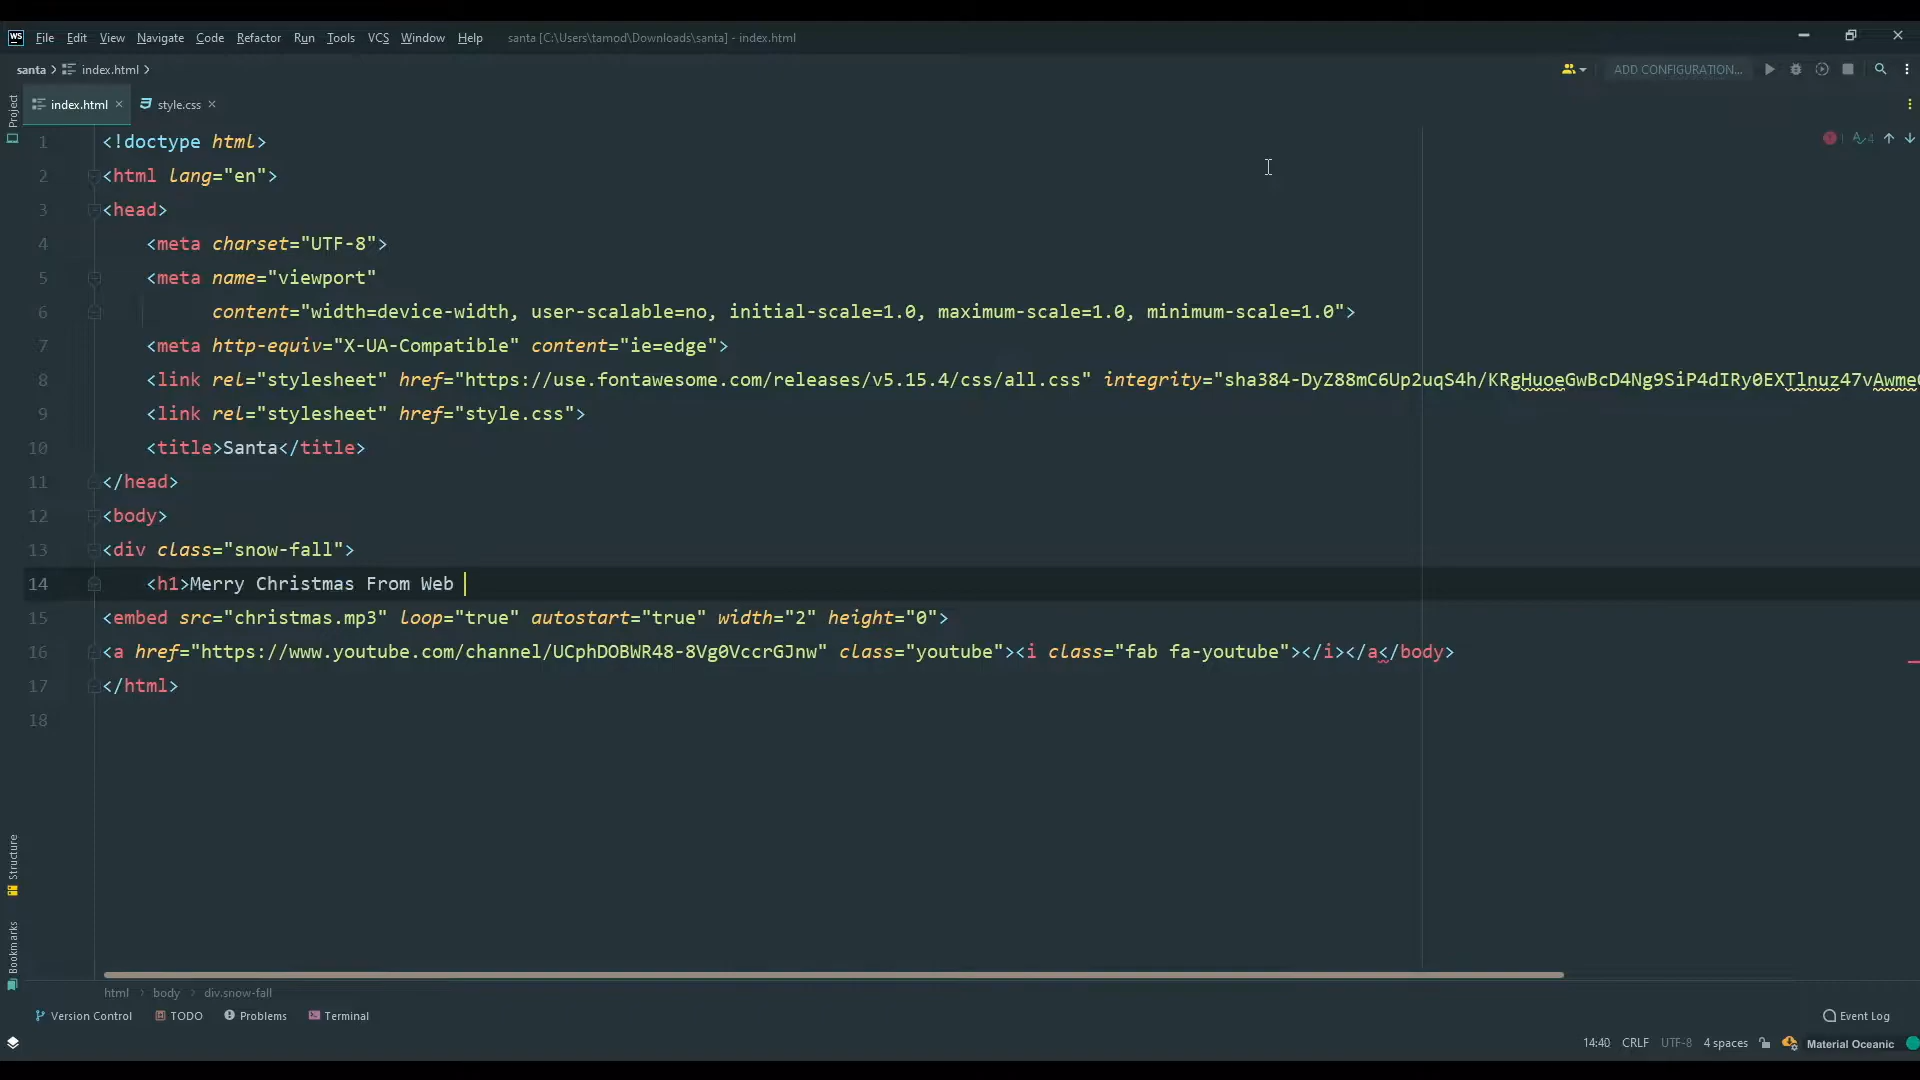 WS File Edit View Navigate Code Refactor Run Tools VCS Window Help santa [C:\Users\tamod\Downloads\santa] - index.html
santa index.html ADD CONFIGURATION...
Project
index.html style.css
1 <!doctype html>
4
2 <html lang="en">
3 <head>
4 <meta charset="UTF-8">
5 <meta name="viewport"
6 content="width=device-width, user-scalable=no, initial-scale=1.0, maximum-scale=1.0, minimum-scale=1.0">
7 <meta http-equiv="X-UA-Compatible" content="ie=edge">
8 <link rel="stylesheet" href="https://use.fontawesome.com/releases/v5.15.4/css/all.css" integrity="sha384-DyZ88mC6Up2uqS4h/KRgHuoeGwBcD4Ng9SiP4dIRy0EXTlnuz47vAwme
9 <link rel="stylesheet" href="style.css">
10 <title>Santa</title>
11 </head>
12 <body>
13 <div class="snow-fall">
14 <h1>Merry Christmas From Web
15 <embed src="christmas.mp3" loop="true" autostart="true" width="2" height="0">
16 <a href="https://www.youtube.com/channel/UCphDOBWR48-8Vg0VccrGJnw" class="youtube"><i class="fab fa-youtube"></i></a</body>
17 </html>
18
Structure
Bookmarks
html body div.snow-fall
Version Control TODO Problems Terminal Event Log
14:40 CRLF UTF-8 4 spaces Material Oceanic